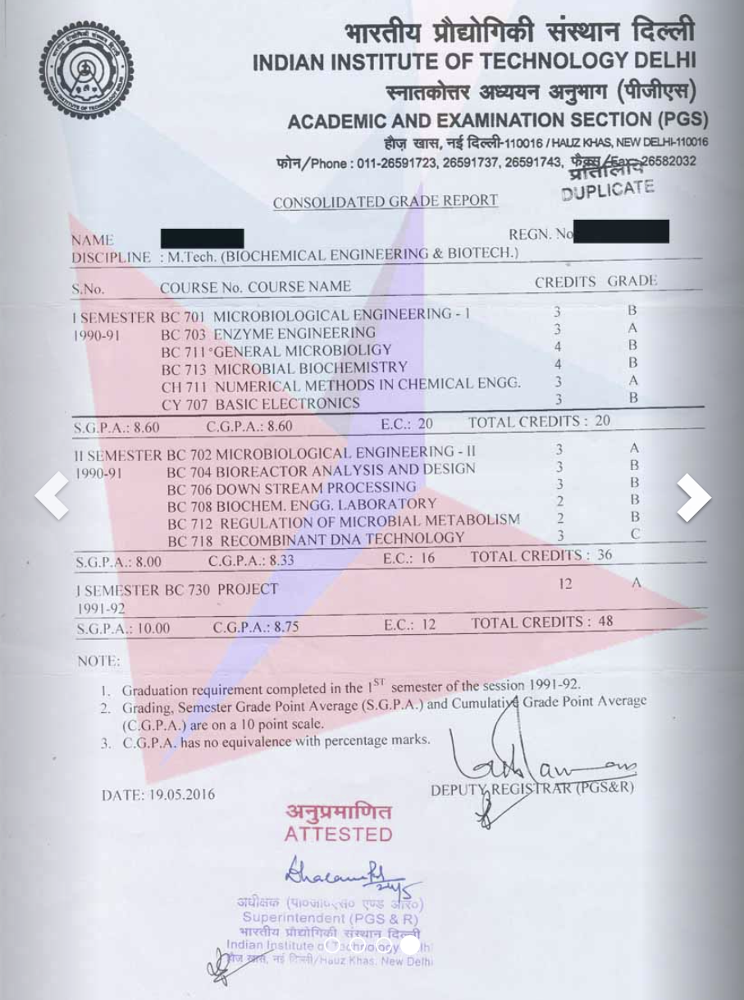 भारतीय प्रौद्योगिकी संस्थान दिल्ली
INDIAN INSTITUTE OF TECHNOLOGY DELHI
स्नातकोत्तर अध्ययन अनुभाग (पीजीएस)
ACADEMIC AND EXAMINATION SECTION (PGS)
हौज़ खास, नई दिल्ली-110016 / HAUZ KHAS, NEW DELHI-110016
फोन/Phone : 011-26591723, 26591737, 26591743, फैक्स/Fax: 26582032
प्रतिलिपि
DUPLICATE
CONSOLIDATED GRADE REPORT
NAME REGN. No
DISCIPLINE : M.Tech. (BIOCHEMICAL ENGINEERING & BIOTECH.)
S.No. COURSE No. COURSE NAME CREDITS GRADE
I SEMESTER BC 701 MICROBIOLOGICAL ENGINEERING - I 3 B
1990-91 BC 703 ENZYME ENGINEERING 3 A
BC 711 GENERAL MICROBIOLIGY 4 B
BC 713 MICROBIAL BIOCHEMISTRY 4 B
CH 711 NUMERICAL METHODS IN CHEMICAL ENGG. 3 A
CY 707 BASIC ELECTRONICS 3 B
S.G.P.A.: 8.60 C.G.P.A.: 8.60 E.C.: 20 TOTAL CREDITS : 20
II SEMESTER BC 702 MICROBIOLOGICAL ENGINEERING - II 3 A
1990-91 BC 704 BIOREACTOR ANALYSIS AND DESIGN 3 B
BC 706 DOWN STREAM PROCESSING 3 B
BC 708 BIOCHEM. ENGG. LABORATORY 2 B
BC 712 REGULATION OF MICROBIAL METABOLISM 2 B
BC 718 RECOMBINANT DNA TECHNOLOGY 3 C
S.G.P.A.: 8.00 C.G.P.A.: 8.33 E.C.: 16 TOTAL CREDITS : 36
I SEMESTER BC 730 PROJECT 12 A
1991-92
S.G.P.A.: 10.00 C.G.P.A.: 8.75 E.C.: 12 TOTAL CREDITS : 48
NOTE:
1. Graduation requirement completed in the 1ST semester of the session 1991-92.
2. Grading, Semester Grade Point Average (S.G.P.A.) and Cumulative Grade Point Average
(C.G.P.A.) are on a 10 point scale.
3. C.G.P.A. has no equivalence with percentage marks.
DATE: 19.05.2016 DEPUTY REGISTRAR (PGS&R)
अनुप्रमाणित
ATTESTED
24/5
अधीक्षक एण्ड आर०)
Superintendent (PGS & R)
भारतीय प्रौद्योगिकी संस्थान दिल्ली
Indian Institute of Technology
हौज खास, नई दिल्ली/Hauz Khas, New Delhi